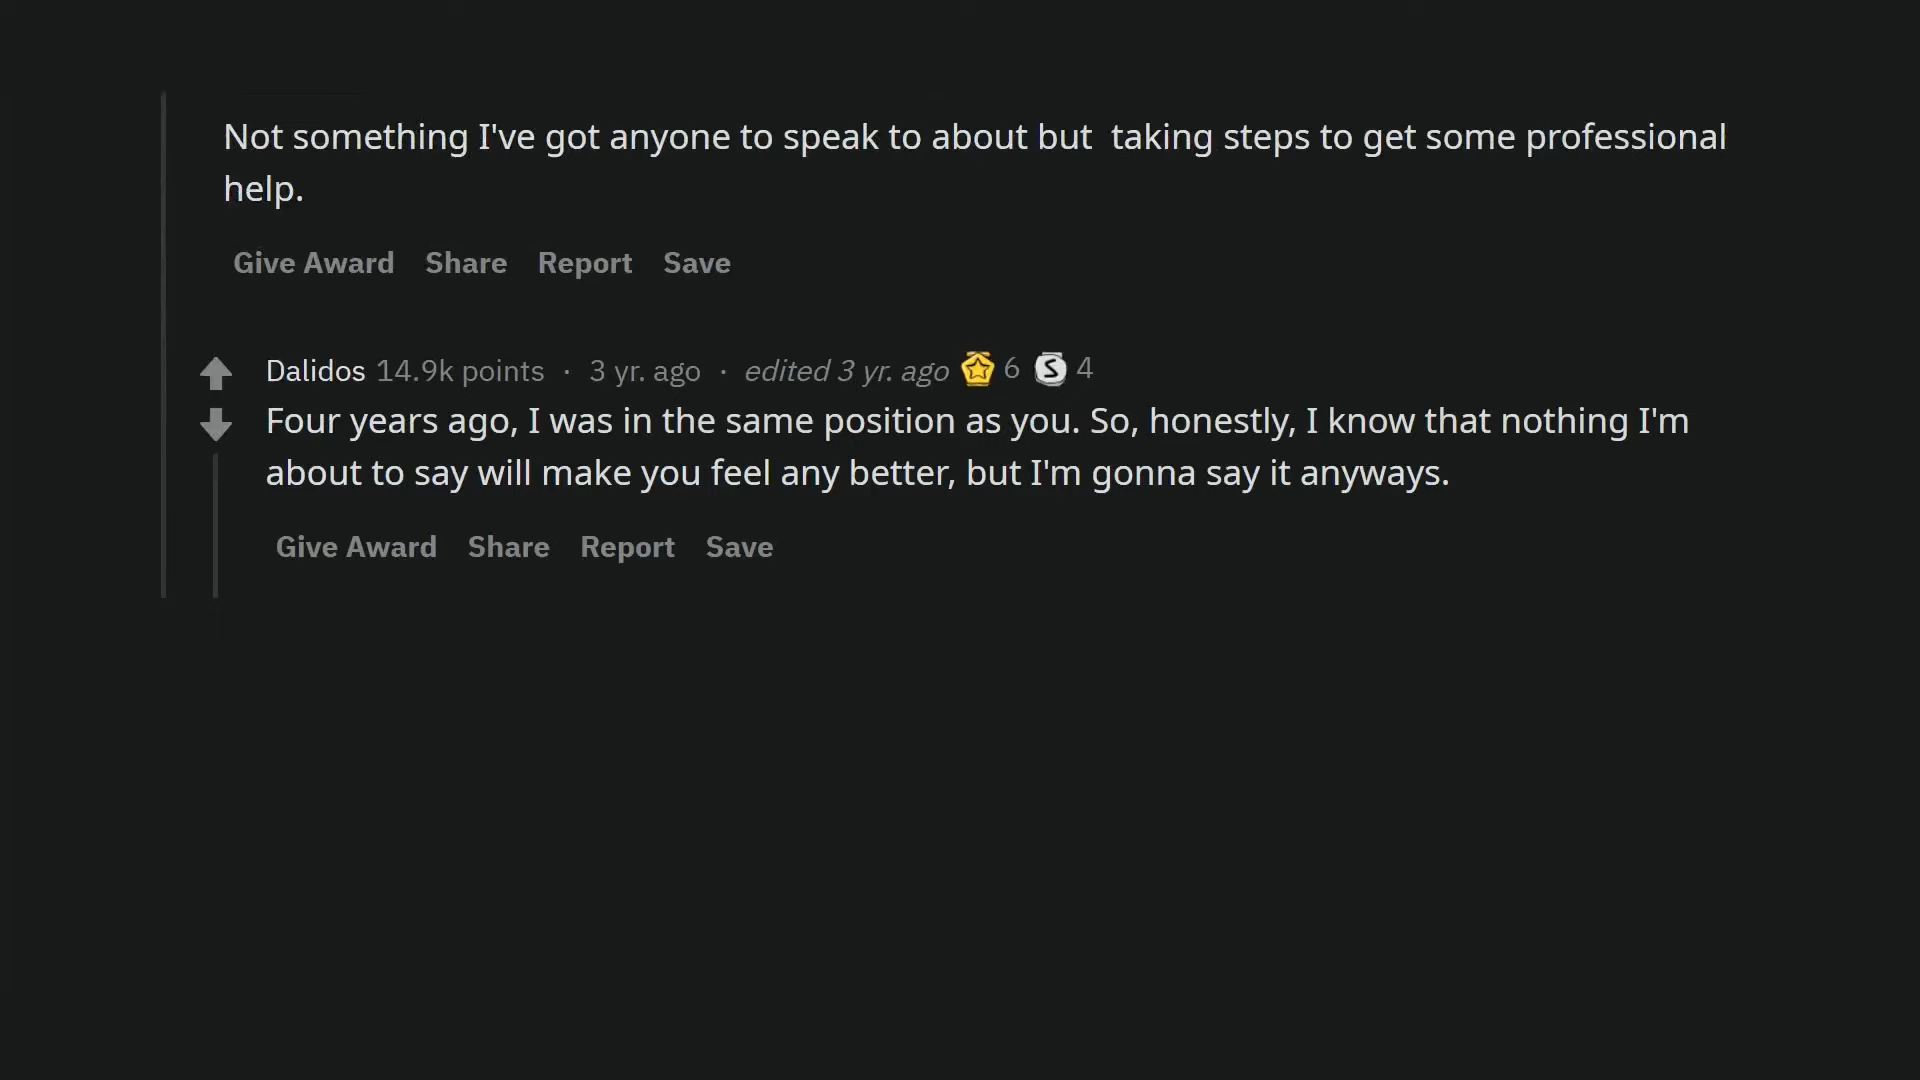 Not something I've got anyone to speak to about but  taking steps to get some professional
help.
Give Award Share Report Save
Dalidos 14.9k points · 3 yr. ago · edited 3 yr. ago 6 S 4
Four years ago, I was in the same position as you. So, honestly, I know that nothing I'm
about to say will make you feel any better, but I'm gonna say it anyways.
Give Award Share Report Save